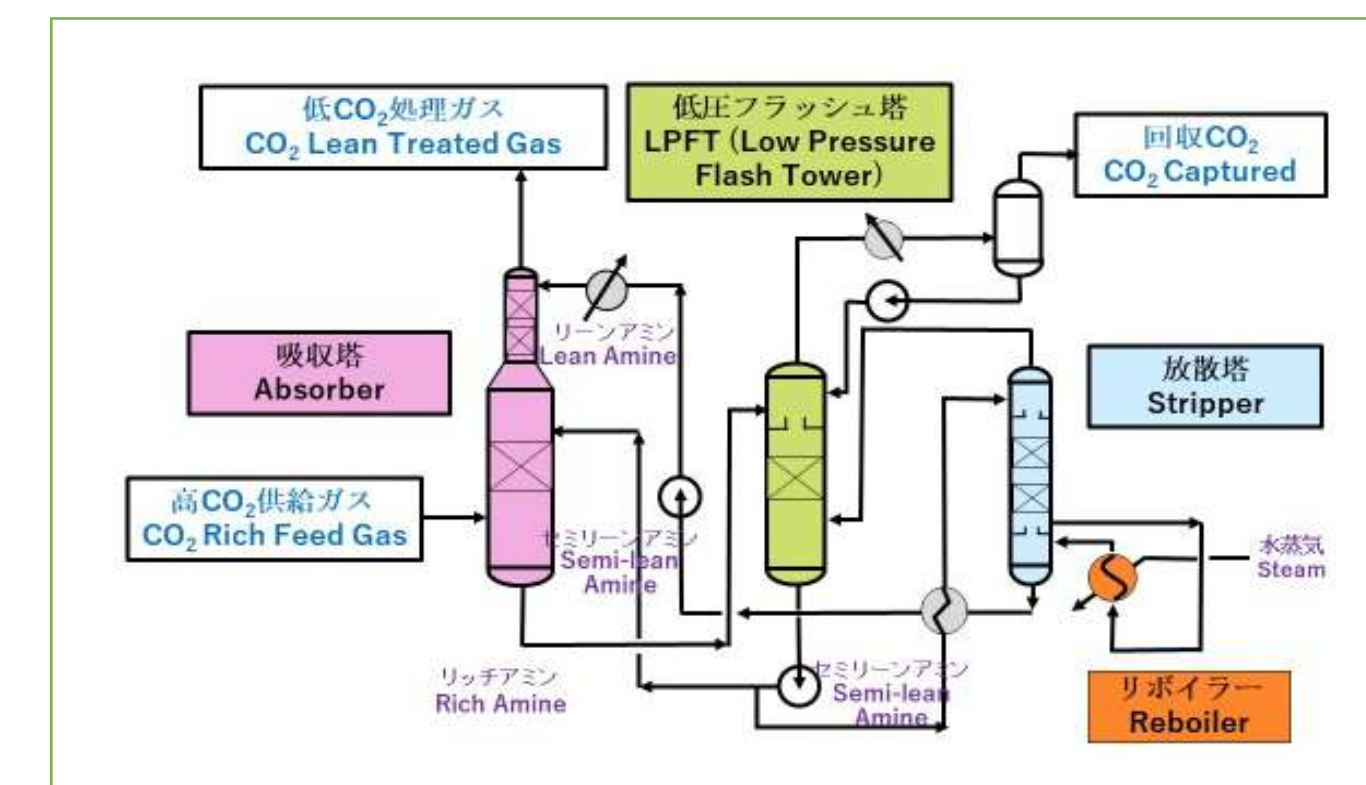 低CO₂処理ガス
CO₂ Lean Treated Gas
低圧フラッシュ塔
LPFT (Low Pressure
Flash Tower)
回収CO₂
CO₂ Captured
リーンアミン
Lean Amine
吸収塔
Absorber
放散塔
Stripper
高CO₂供給ガス
CO₂ Rich Feed Gas
セミリーンアミン
Semi-lean
Amine
水蒸気
Steam
リッチアミン
Rich Amine
セミリーンアミン
Semi-lean
Amine
リボイラー
Reboiler